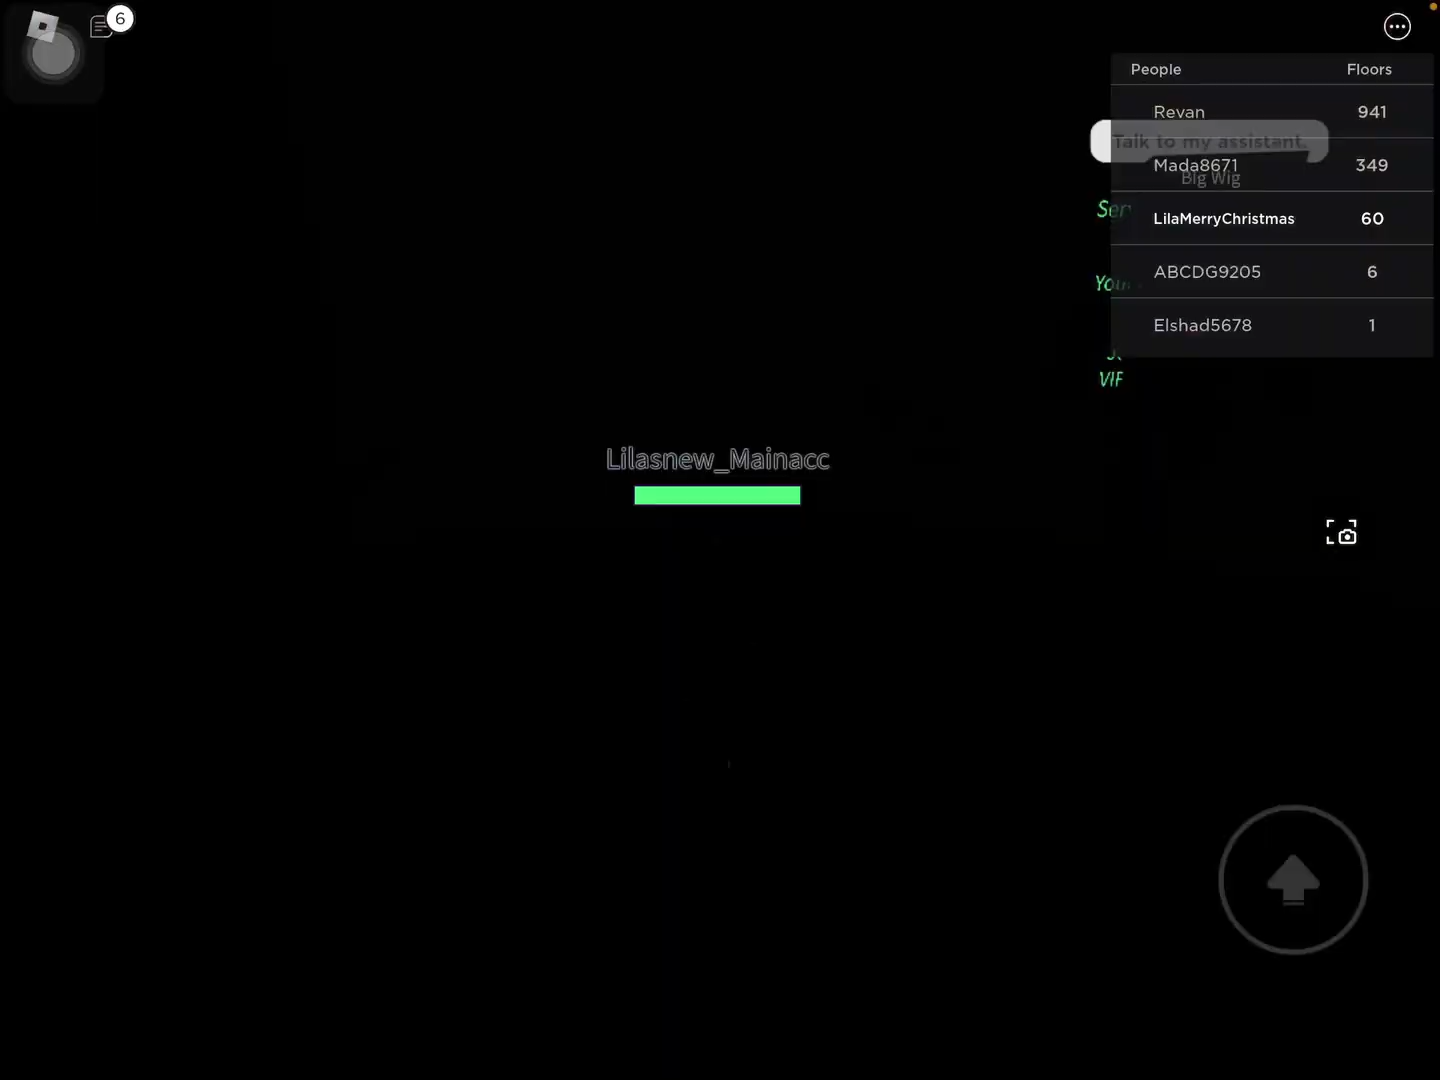 6
People Floors
Revan 941
Talk to my assistant.
Mada8671 349
Big Wig
LilaMerryChristmas 60
ABCDG9205 6
Elshad5678 1
VIP
Lilasnew_Mainacc